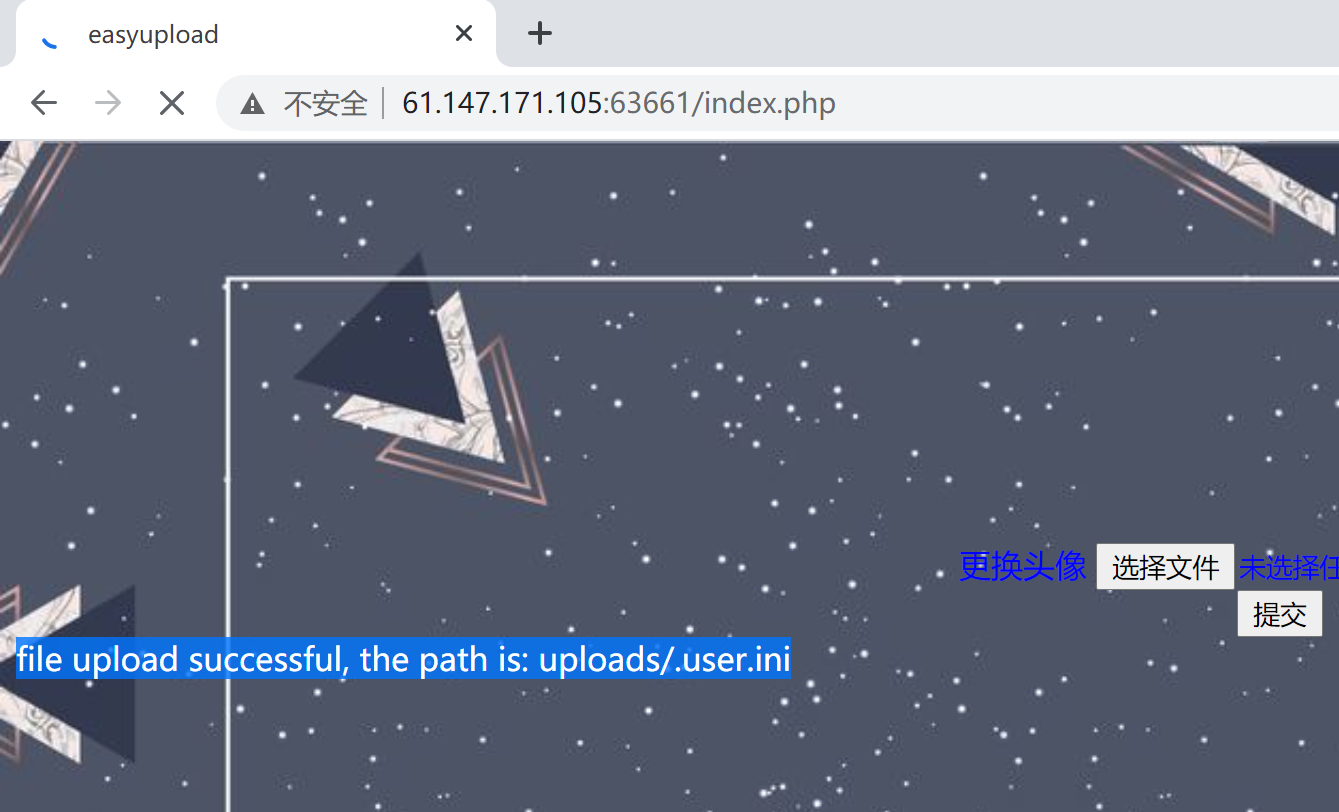 easyupload
不安全 61.147.171.105:63661/index.php
更换头像 选择文件 未选择任
提交
file upload successful, the path is: uploads/.user.ini